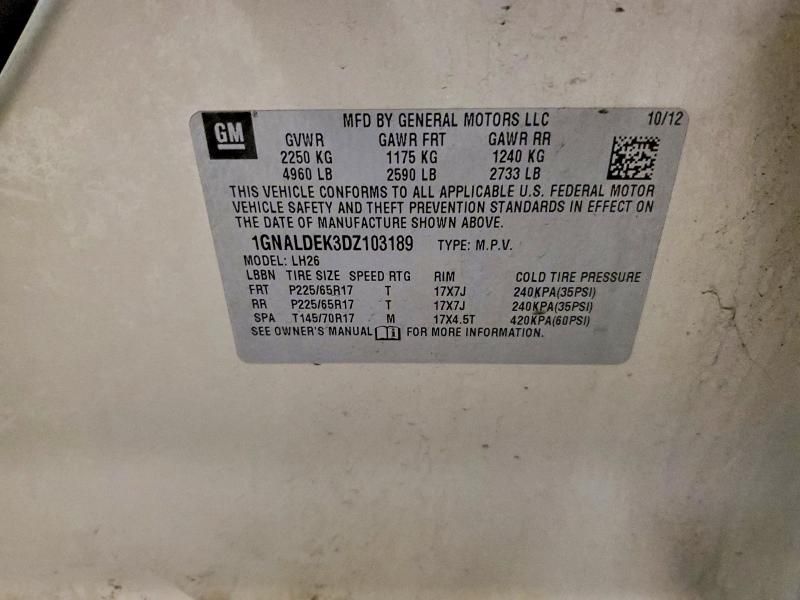 GM MFD BY GENERAL MOTORS LLC 10/12
GVWR GAWR FRT GAWR RR
2250 KG 1175 KG 1240 KG
4960 LB 2590 LB 2733 LB
THIS VEHICLE CONFORMS TO ALL APPLICABLE U.S. FEDERAL MOTOR
VEHICLE SAFETY AND THEFT PREVENTION STANDARDS IN EFFECT ON
THE DATE OF MANUFACTURE SHOWN ABOVE.
1GNALDEK3DZ103189 TYPE: M.P.V.
MODEL: LH26
LBBN TIRE SIZE SPEED RTG RIM COLD TIRE PRESSURE
FRT P225/65R17 T 17X7J 240KPA(35PSI)
RR P225/65R17 T 17X7J 240KPA(35PSI)
SPA T145/70R17 M 17X4.5T 420KPA(60PSI)
SEE OWNER'S MANUAL FOR MORE INFORMATION.